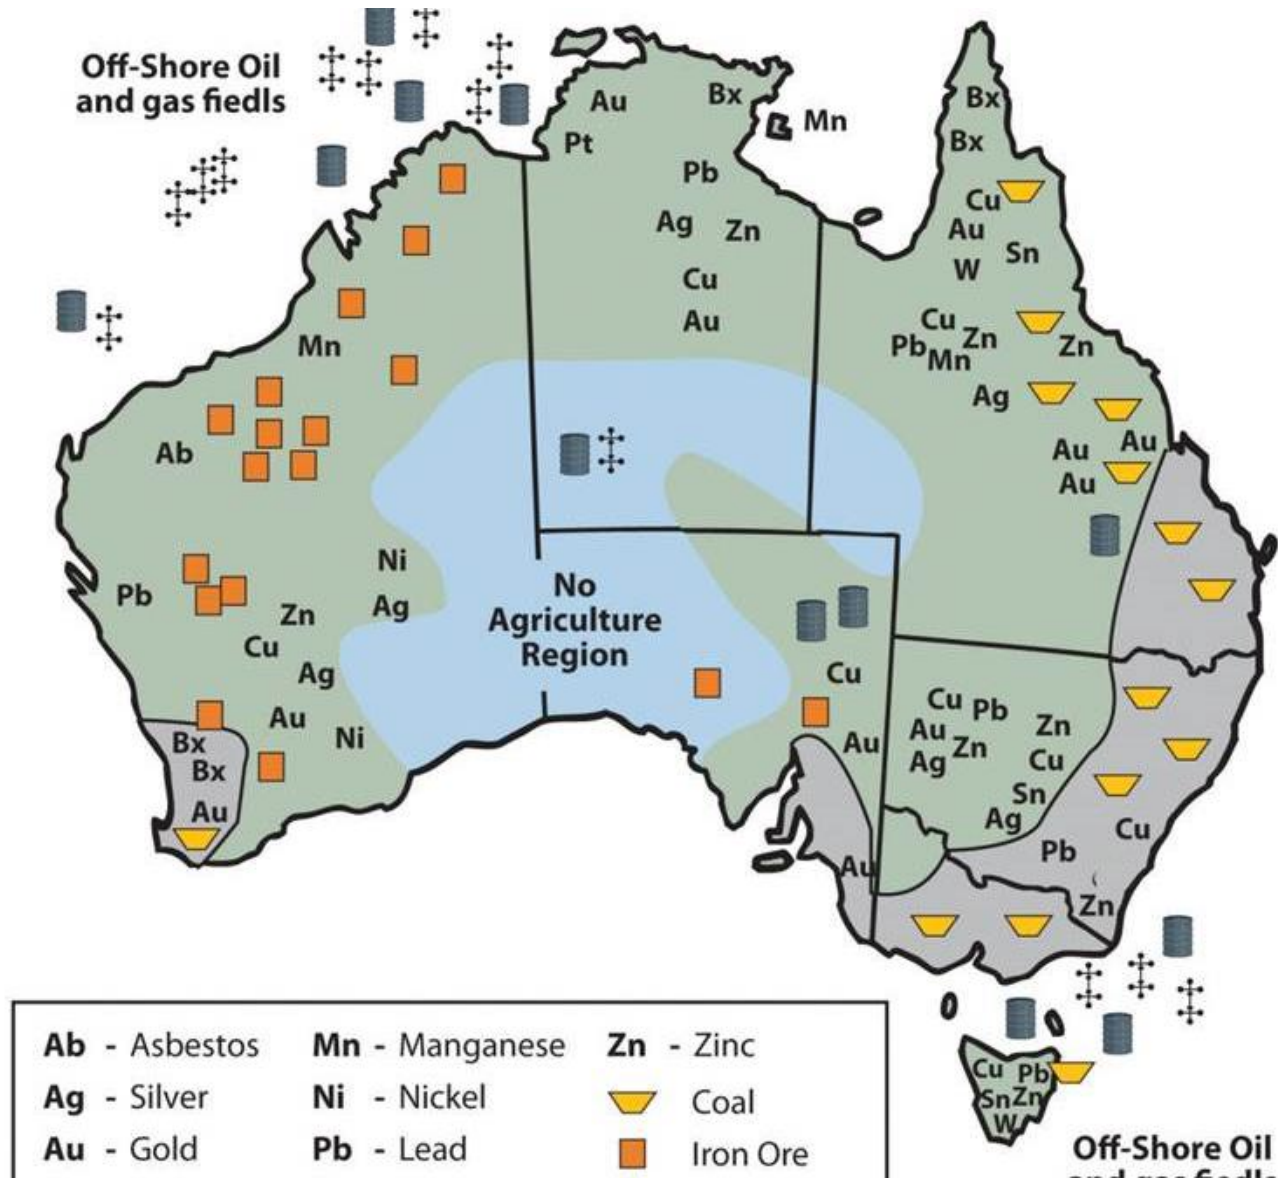 Off-Shore Oil
and gas fiedls
Au
Bx
Mn
Pt
Pb
Ag
Zn
Cu
Au
Bx
Bx
Cu
Au
Sn
W
Cu
Zn
Pb
Mn
Zn
Ag
Au
Au
Au
Mn
Ab
Ni
Pb
Ag
Zn
Cu
Ag
Au
Ni
Bx
Bx
Au
No
Agriculture
Region
Cu
Au
Au
Cu
Pb
Au
Zn
Zn
Ag
Cu
Sn
Ag
Cu
Pb
Zn
Cu
Pb
Sn
Zn
W
Ab - Asbestos
Mn - Manganese
Zn - Zinc
Ag - Silver
Ni - Nickel
Coal
Au - Gold
Pb - Lead
Iron Ore
Off-Shore Oil
and gas fiedls